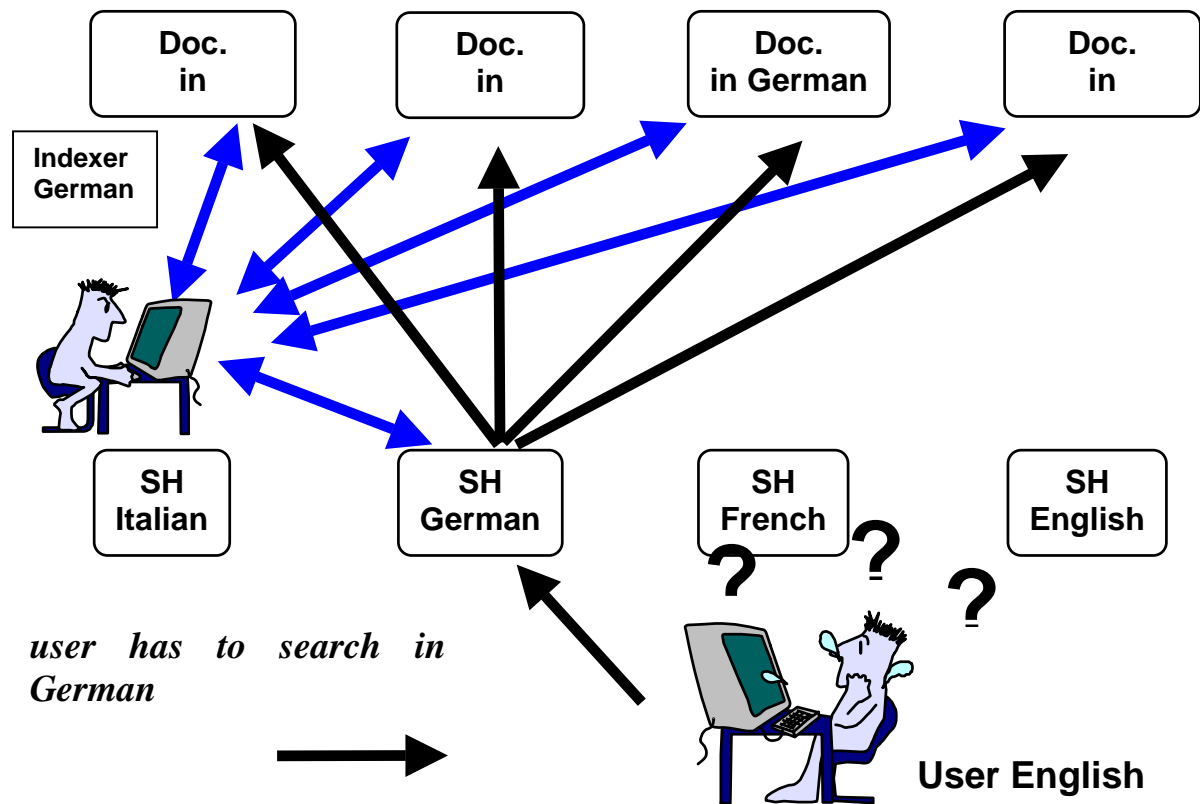 Doc.
in
Doc.
in
Doc.
in German
Doc.
in
Indexer
German
SH
Italian
SH
German
SH
French
SH
English
? ? ?
user has to search in
German
User English